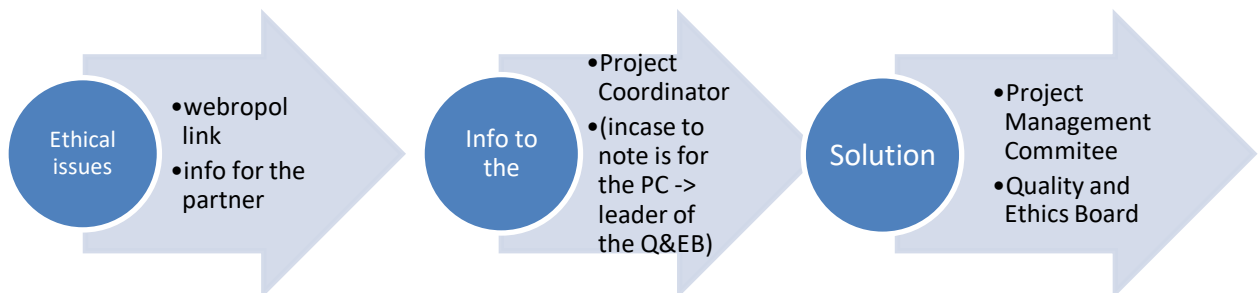 Ethical
issues
•webropol
link
•info for the
partner
Info to
the
•Project
Coordinator
•(incase to
note is for
the PC ->
leader of
the Q&EB)
Solution
•Project
Management
Commitee
•Quality and
Ethics Board